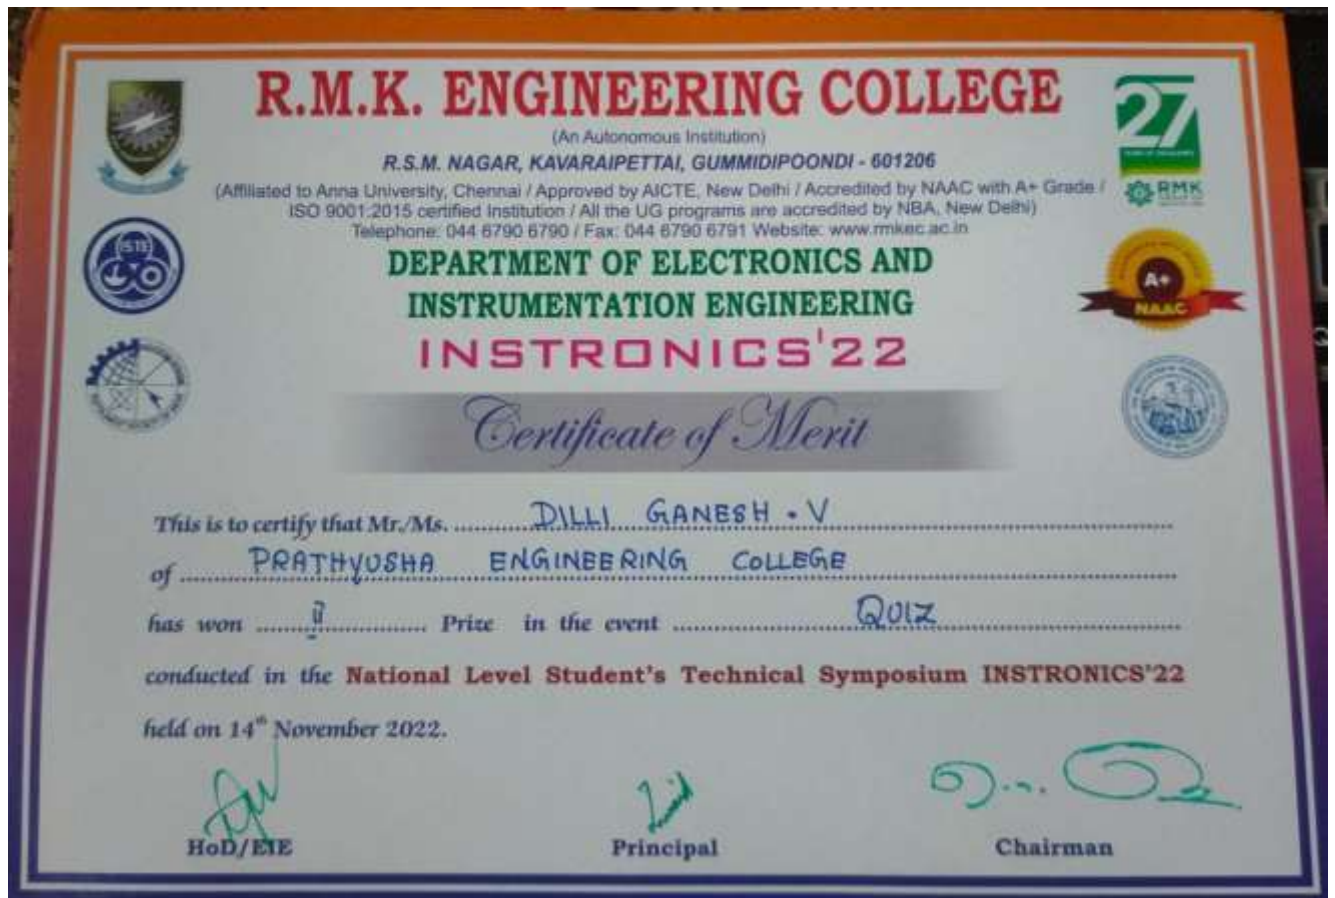 R.M.K. ENGINEERING COLLEGE
(An Autonomous Institution)
R.S.M. NAGAR, KAVARAIPETTAI, GUMMIDIPOONDI - 601206
(Affiliated to Anna University, Chennai / Approved by AICTE, New Delhi / Accredited by NAAC with A+ Grade /
ISO 9001:2015 certified Institution / All the UG programs are accredited by NBA, New Delhi)
Telephone: 044 6790 6790 / Fax: 044 6790 6791 Website: www.rmkec.ac.in
27
RMK
ISTE
A+
NAAC
DEPARTMENT OF ELECTRONICS AND
INSTRUMENTATION ENGINEERING
INSTRONICS'22
Certificate of Merit
This is to certify that Mr./Ms. DILLI GANESH . V
of PRATHYUSHA ENGINEERING COLLEGE
has won II Prize in the event QUIZ
conducted in the National Level Student's Technical Symposium INSTRONICS'22
held on 14th November 2022.
HoD/EIE Principal Chairman